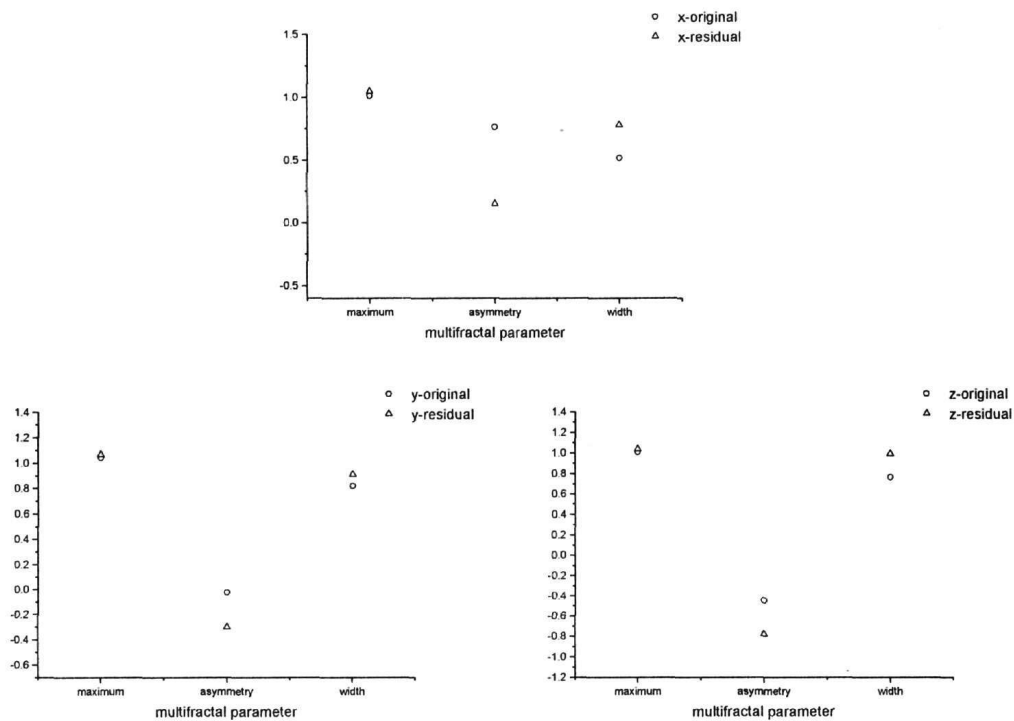 x-original
x-residual
1.5
1.0
0.5
0.0
-0.5
maximum asymmetry width
multifractal parameter
y-original
y-residual
1.4
1.2
1.0
0.8
0.6
0.4
0.2
0.0
-0.2
-0.4
-0.6
maximum asymmetry width
multifractal parameter
z-original
z-residual
1.4
1.2
1.0
0.8
0.6
0.4
0.2
0.0
-0.2
-0.4
-0.6
-0.8
-1.0
-1.2
maximum asymmetry width
multifractal parameter